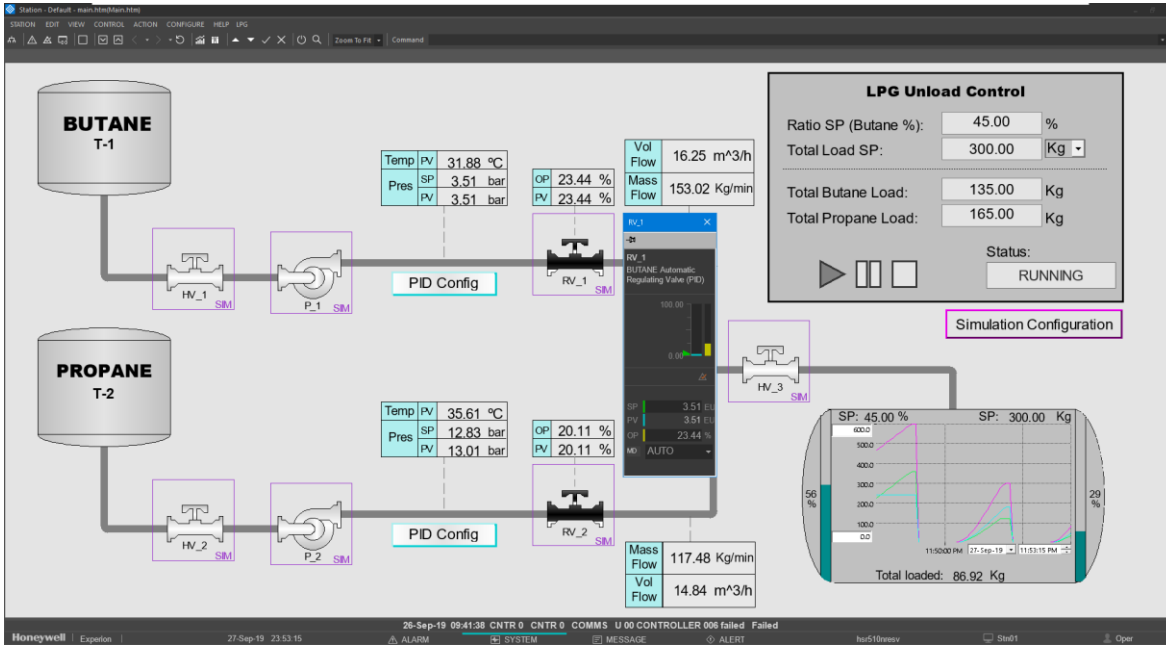 Station - Default - main.htm(Main.htm)
STATION EDIT VIEW CONTROL ACTION CONFIGURE HELP LPG
Zoom To Fit Command
BUTANE
T-1
HV_1
SIM
P_1
SIM
Temp PV 31.88 ºC
Pres SP 3.51 bar
PV 3.51 bar
PID Config
OP 23.44 %
PV 23.44 %
RV_1
SIM
Vol Flow 16.25 m^3/h
Mass Flow 153.02 Kg/min
RV_1
RV_1
BUTANE Automatic
Regulating Valve (PID)
100.00
0.00
SP 3.51 EU
PV 3.51 EU
OP 23.44 %
MD AUTO
LPG Unload Control
Ratio SP (Butane %): 45.00 %
Total Load SP: 300.00 Kg
Total Butane Load: 135.00 Kg
Total Propane Load: 165.00 Kg
Status:
RUNNING
Simulation Configuration
PROPANE
T-2
HV_2
SIM
P_2
SIM
Temp PV 35.61 ºC
Pres SP 12.83 bar
PV 13.01 bar
PID Config
OP 20.11 %
PV 20.11 %
RV_2
SIM
Mass Flow 117.48 Kg/min
Vol Flow 14.84 m^3/h
HV_3
SIM
SP: 45.00 % SP: 300.00 Kg
600.0
500.0
400.0
300.0
200.0
100.0
0.0
56 %
29 %
11:50:00 PM 27-Sep-19 11:53:15 PM
Total loaded: 86.92 Kg
26-Sep-19 09:41:38 CNTR 0 CNTR 0 COMMS U 00 CONTROLLER 006 failed Failed
Honeywell Experion 27-Sep-19 23:53:15 ALARM SYSTEM MESSAGE ALERT hsr510nresv Stn01 Oper